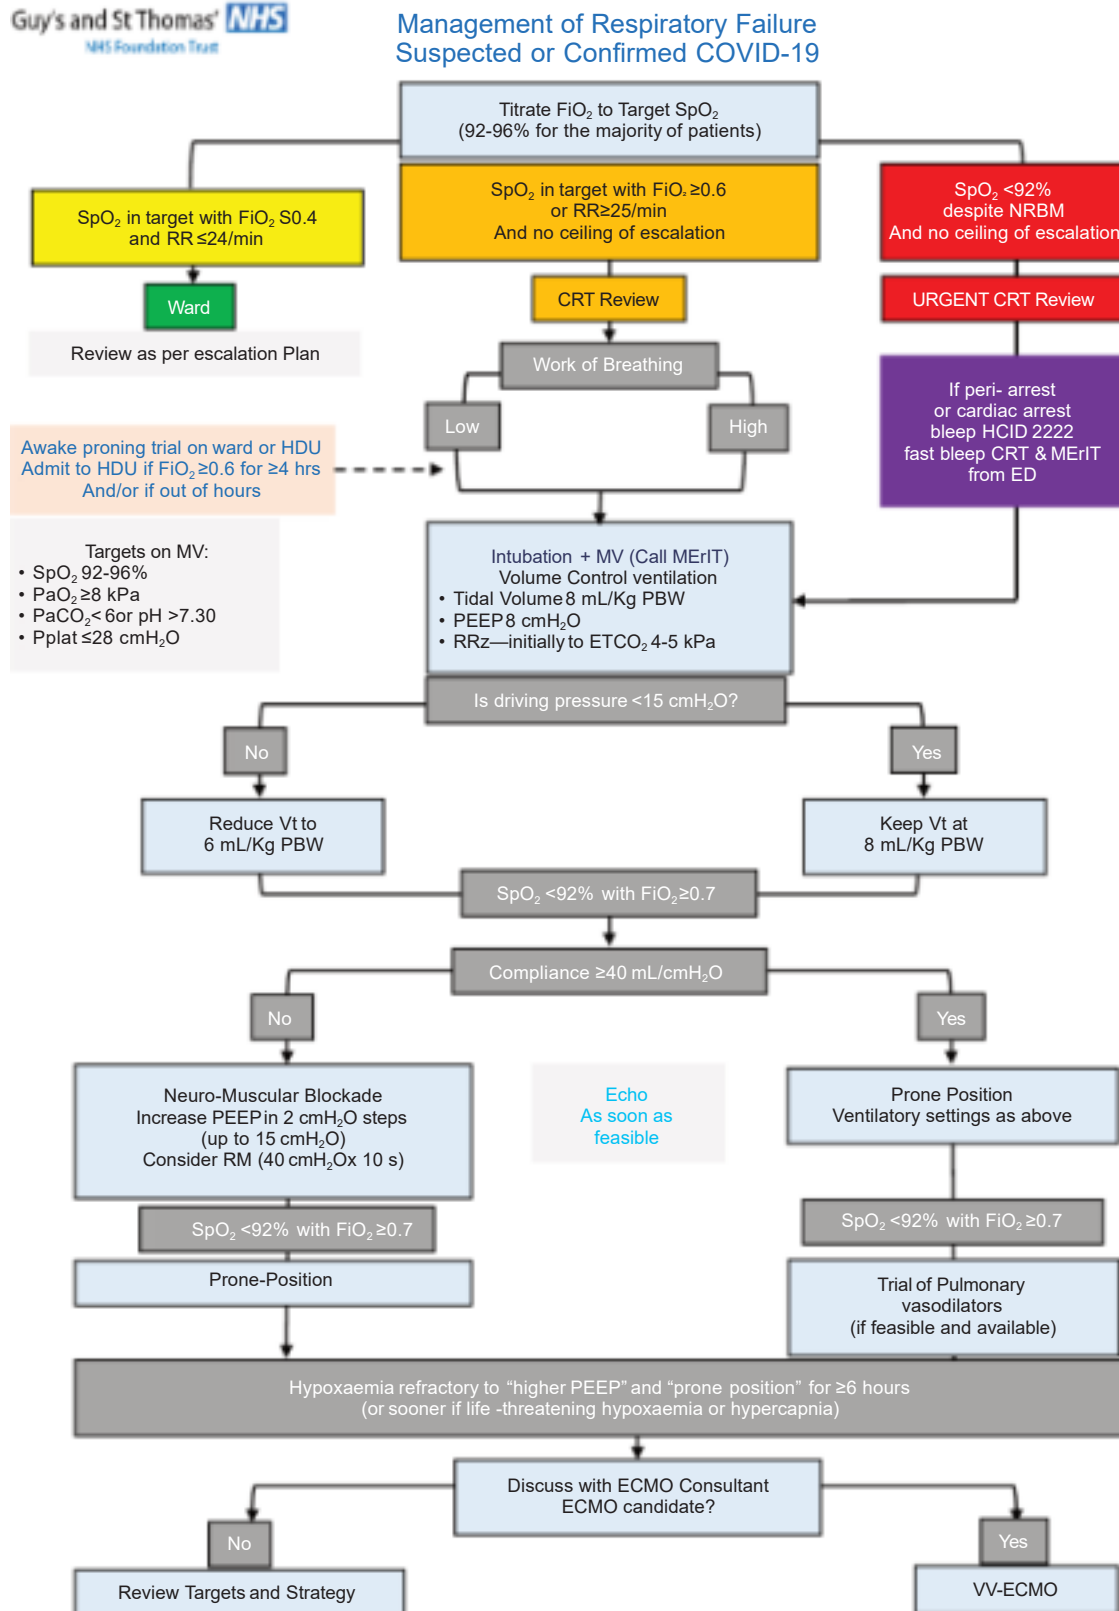 Guy's and St Thomas' NHS
NHS Foundation Trust
Management of Respiratory Failure
Suspected or Confirmed COVID-19
Titrate FiO₂ to Target SpO₂
(92-96% for the majority of patients)
SpO₂ in target with FiO₂ S0.4
and RR ≤24/min
SpO₂ in target with FiO₂ ≥0.6
or RR≥25/min
And no ceiling of escalation
SpO₂ <92%
despite NRBM
And no ceiling of escalation
Ward
CRT Review
URGENT CRT Review
Review as per escalation Plan
Work of Breathing
Low
High
If peri- arrest
or cardiac arrest
bleep HCID 2222
fast bleep CRT & MErIT
from ED
Awake proning trial on ward or HDU
Admit to HDU if FiO₂ ≥0.6 for ≥4 hrs
And/or if out of hours
Targets on MV:
• SpO₂ 92-96%
• PaO₂ ≥8 kPa
• PaCO₂< 6or pH >7.30
• Pplat ≤28 cmH₂O
Intubation + MV (Call MErIT)
Volume Control ventilation
• Tidal Volume 8 mL/Kg PBW
• PEEP 8 cmH₂O
• RRz—initially to ETCO₂ 4-5 kPa
Is driving pressure <15 cmH₂O?
No
Yes
Reduce Vt to
6 mL/Kg PBW
Keep Vt at
8 mL/Kg PBW
SpO₂ <92% with FiO₂ ≥0.7
Compliance ≥40 mL/cmH₂O
No
Yes
Neuro-Muscular Blockade
Increase PEEP in 2 cmH₂O steps
(up to 15 cmH₂O)
Consider RM (40 cmH₂Ox 10 s)
Echo
As soon as
feasible
Prone Position
Ventilatory settings as above
SpO₂ <92% with FiO₂ ≥0.7
SpO₂ <92% with FiO₂ ≥0.7
Prone-Position
Trial of Pulmonary
vasodilators
(if feasible and available)
Hypoxaemia refractory to “higher PEEP” and “prone position” for ≥6 hours
(or sooner if life -threatening hypoxaemia or hypercapnia)
Discuss with ECMO Consultant
ECMO candidate?
No
Yes
Review Targets and Strategy
VV-ECMO